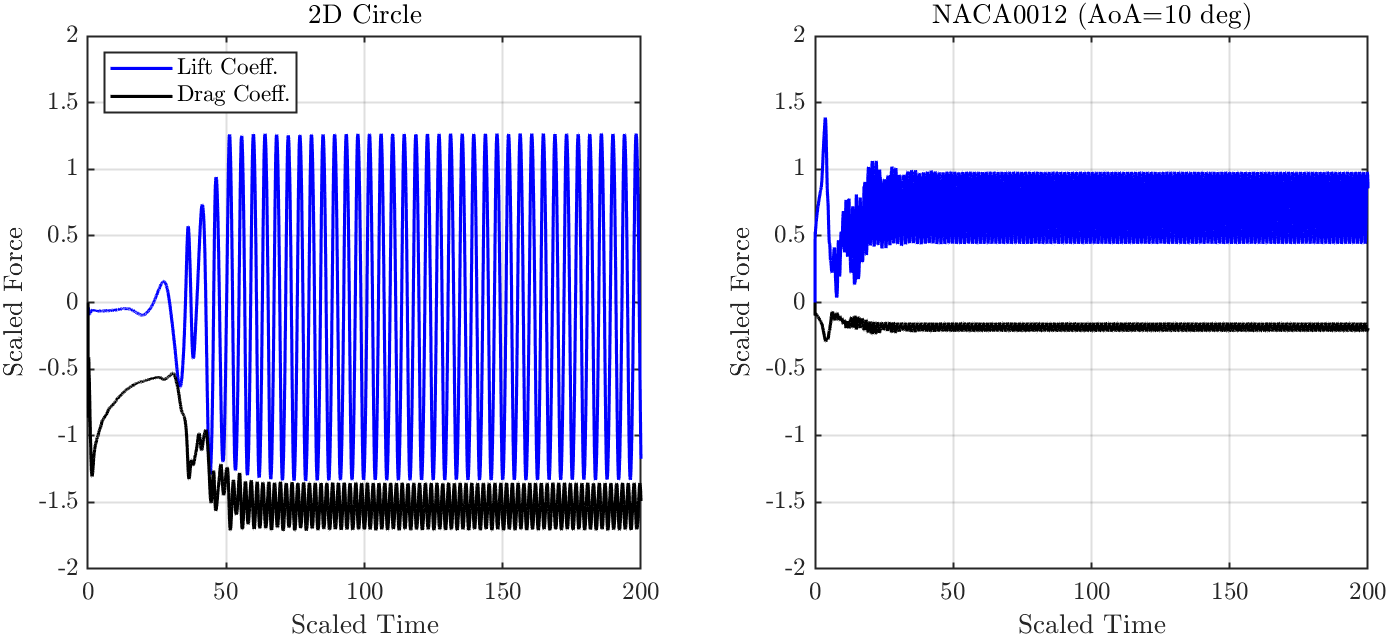 2D Circle
2
1.5
1
0.5
0
-0.5
-1
-1.5
-2
Scaled Force
Lift Coeff.
Drag Coeff.
0 50 100 150 200
Scaled Time
NACA0012 (AoA=10 deg)
2
1.5
1
0.5
0
-0.5
-1
-1.5
-2
Scaled Force
0 50 100 150 200
Scaled Time